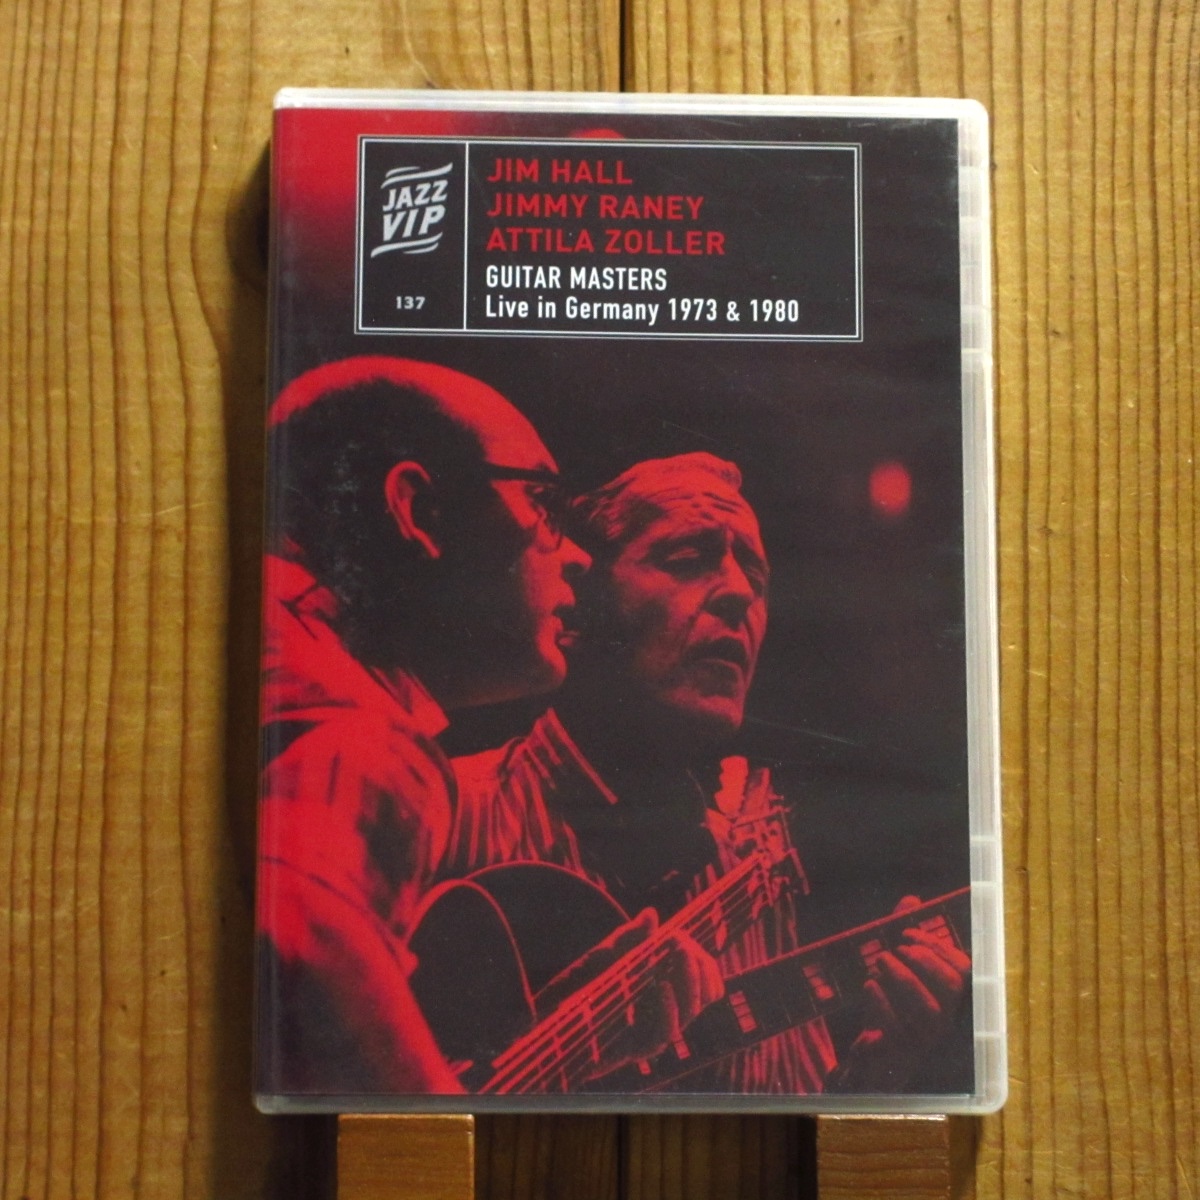 JAZZ
VIP
137
JIM HALL
JIMMY RANEY
ATTILA ZOLLER
GUITAR MASTERS
Live in Germany 1973 & 1980